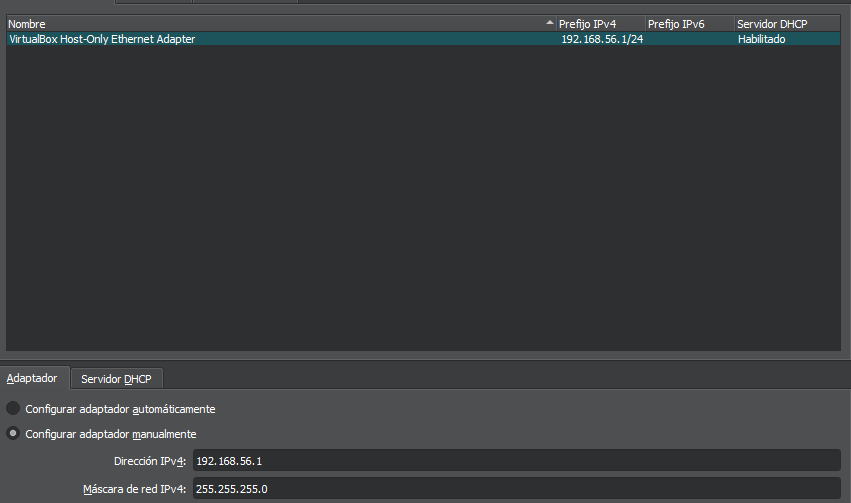 Nombre Prefijo IPv4 Prefijo IPv6 Servidor DHCP
VirtualBox Host-Only Ethernet Adapter 192.168.56.1/24 Habilitado
Adaptador Servidor DHCP
Configurar adaptador automáticamente
Configurar adaptador manualmente
Dirección IPv4: 192.168.56.1
Máscara de red IPv4: 255.255.255.0